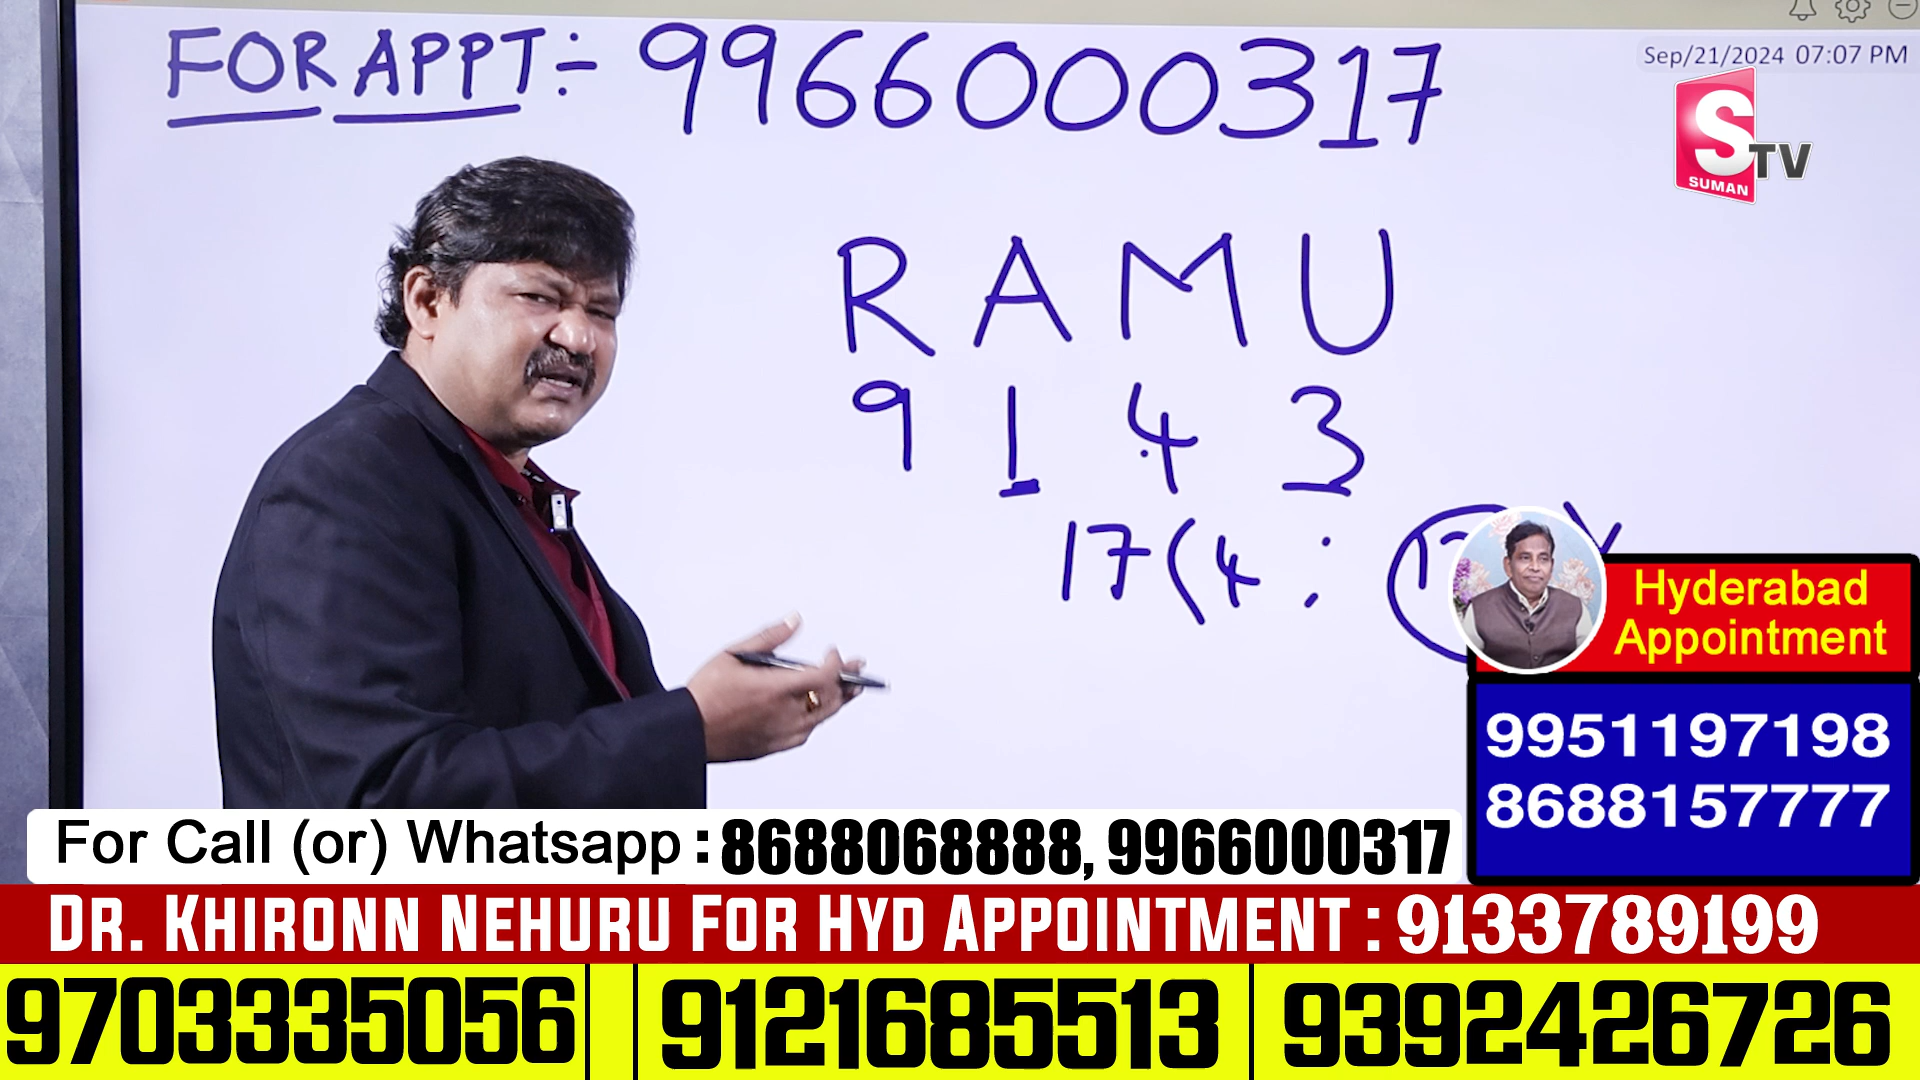 FOR APPT:- 9966000317
Sep/21/2024 07:07 PM
S TV
SUMAN
R A M U
9 1 4 3
17 ( 4 :
Hyderabad
Appointment
9951197198
8688157777
For Call (or) Whatsapp : 8688068888, 9966000317
DR. KHIRONN NEHURU FOR HYD APPOINTMENT : 9133789199
9703335056 9121685513 9392426726